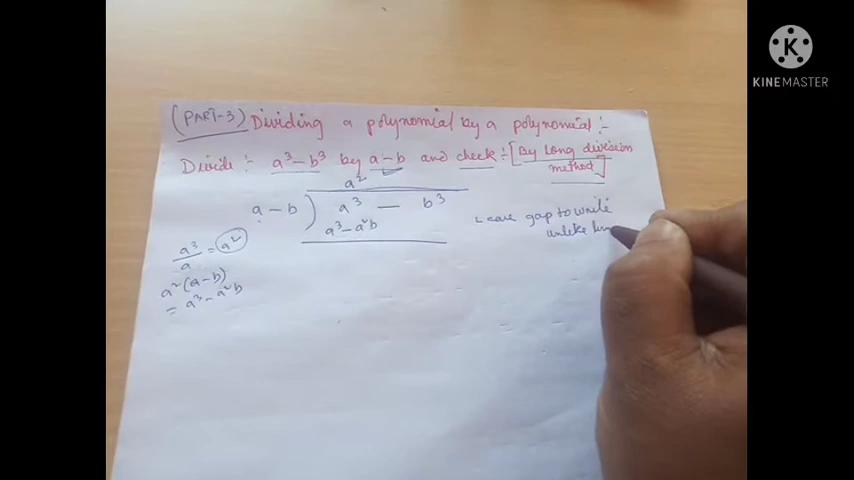 (PART-3) Dividing a polynomial by a polynomial :-
Divide :- a³-b³ by a-b and check :- [By Long division
method]
a²
a-b) a³ - b³
a³-a²b
Leave gap to write
unlike
a³/a = a²
a²(a-b)
= a³-a²b
K
KINEMASTER